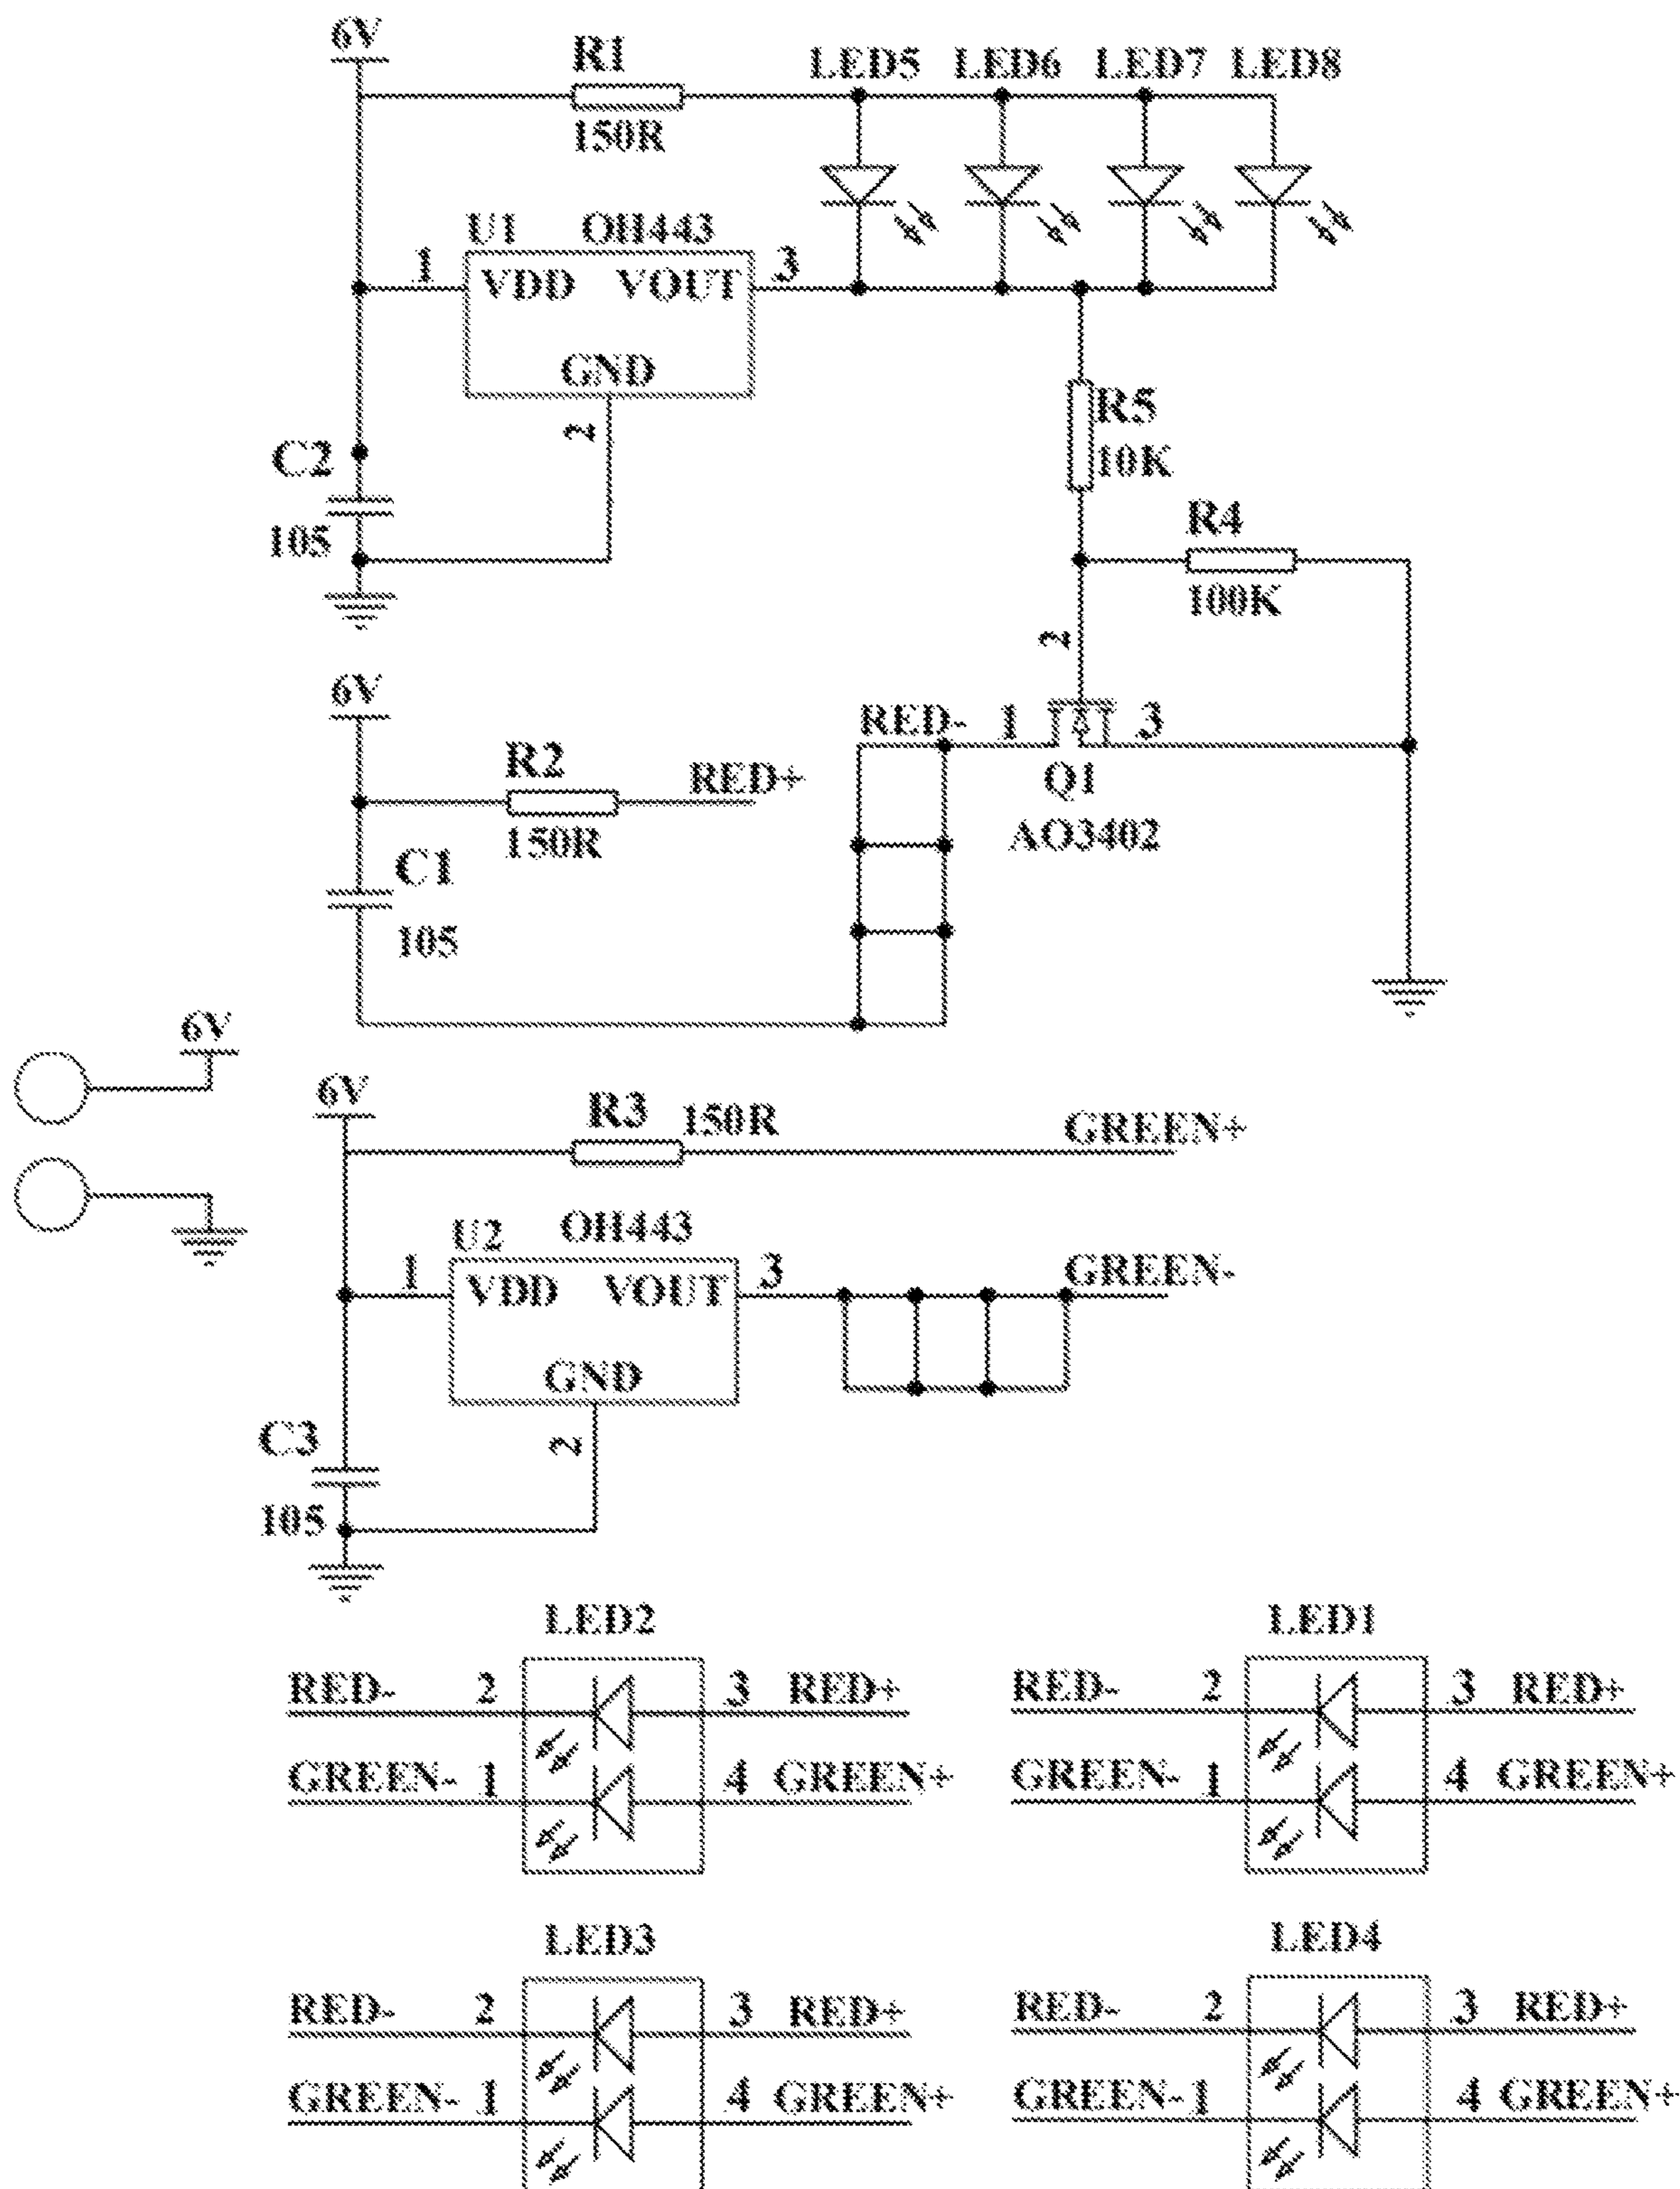 6V
R1
LED5 LED6 LED7 LED8
150R
U1 OH443
1 VDD VOUT 3
GND
2
C2
105
R5
10K
R4
100K
2
6V
RED- 1 3
R2 RED+
Q1
150R
AO3402
C1
105
6V
6V
R3 150R GREEN+
U2 OH443
1 VDD VOUT 3 GREEN-
GND
2
C3
105
LED2 LED1
RED- 2 3 RED+ RED- 2 3 RED+
GREEN- 1 4 GREEN+ GREEN- 1 4 GREEN+
LED3 LED4
RED- 2 3 RED+ RED- 2 3 RED+
GREEN- 1 4 GREEN+ GREEN- 1 4 GREEN+